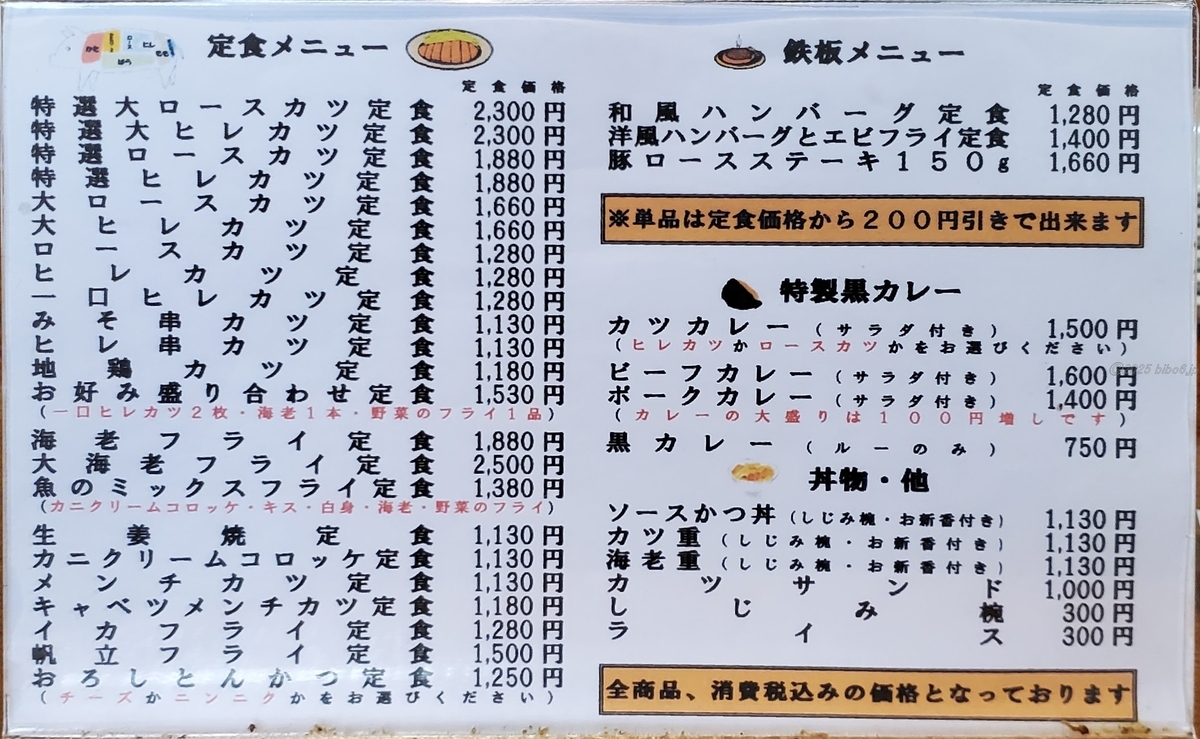 定食メニュー
かた ロース ヒレ もも
ばら
定食価格
特選大ロースカツ定食 2,300円
特選大ヒレカツ定食 2,300円
特選ロースカツ定食 1,880円
特選ヒレカツ定食 1,880円
大ロースカツ定食 1,660円
大ヒレカツ定食 1,660円
ロースカツ定食 1,280円
ヒレカツ定食 1,280円
一口ヒレカツ定食 1,280円
みそ串カツ定食 1,130円
ヒレ串カツ定食 1,130円
地鶏カツ定食 1,180円
お好み盛り合わせ定食 1,530円
(一口ヒレカツ2枚・海老1本・野菜のフライ1品)
海老フライ定食 1,880円
大海老フライ定食 2,500円
魚のミックスフライ定食 1,380円
(カニクリームコロッケ・キス・白身・海老・野菜のフライ)
生姜焼定食 1,130円
カニクリームコロッケ定食 1,130円
メンチカツ定食 1,130円
キャベツメンチカツ定食 1,180円
イカフライ定食 1,280円
帆立フライ定食 1,500円
おろしとんかつ定食 1,250円
(チーズかニンニクかをお選びください)
鉄板メニュー
定食価格
和風ハンバーグ定食 1,280円
洋風ハンバーグとエビフライ定食 1,400円
豚ロースステーキ150g 1,660円
※単品は定食価格から200円引きで出来ます
特製黒カレー
カツカレー(サラダ付き) 1,500円
(ヒレカツかロースカツかをお選びください)
ビーフカレー(サラダ付き) 1,600円
ポークカレー(サラダ付き) 1,400円
(カレーの大盛りは100円増しです)
黒カレー(ルーのみ) 750円
丼物・他
ソースかつ丼(しじみ椀・お新香付き) 1,130円
カツ重(しじみ椀・お新香付き) 1,130円
海老重(しじみ椀・お新香付き) 1,130円
カツサンド 1,000円
しじみ椀 300円
ライス 300円
全商品、消費税込みの価格となっております